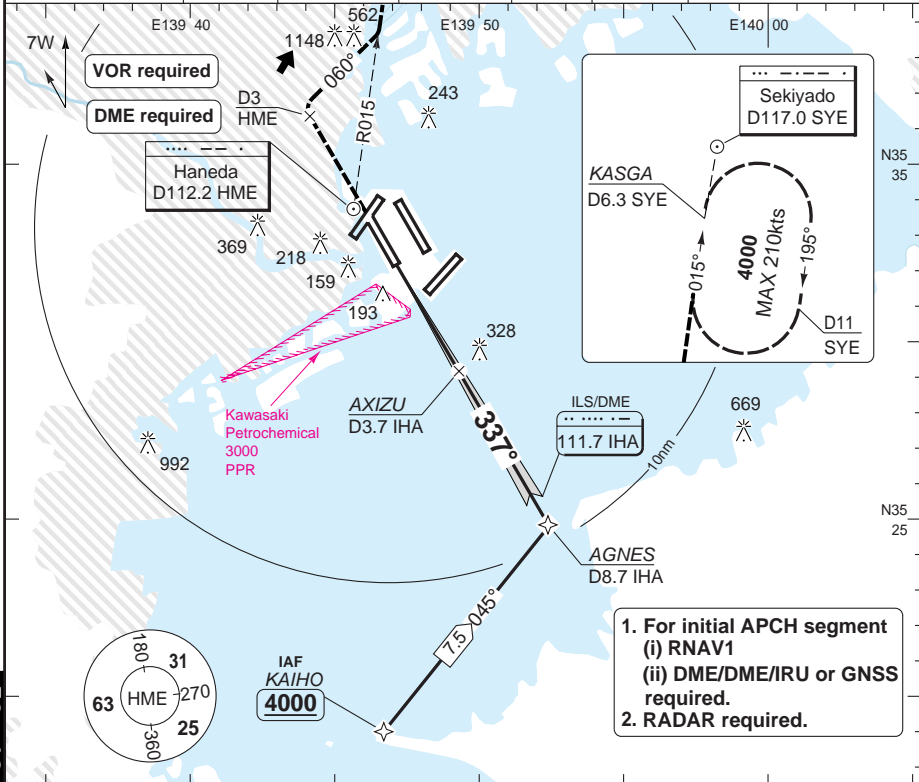 E139 40
562
E139 50
E140 00
7W
1148
VOR required
060°
DME required
D3
HME
R015
243
Sekiyado
D117.0 SYE
Haneda
D112.2 HME
N35
35
KASGA
D6.3 SYE
015°
4000
MAX 210kts
195°
D11
SYE
369
218
159
193
328
AXIZU
D3.7 IHA
337°
ILS/DME
111.7 IHA
669
10nm
Kawasaki
Petrochemical
3000
PPR
992
N35
25
AGNES
D8.7 IHA
7.5
045°
IAF
KAIHO
4000
180
31
63
HME
270
25
360
1. For initial APCH segment
(i) RNAV1
(ii) DME/DME/IRU or GNSS
required.
2. RADAR required.